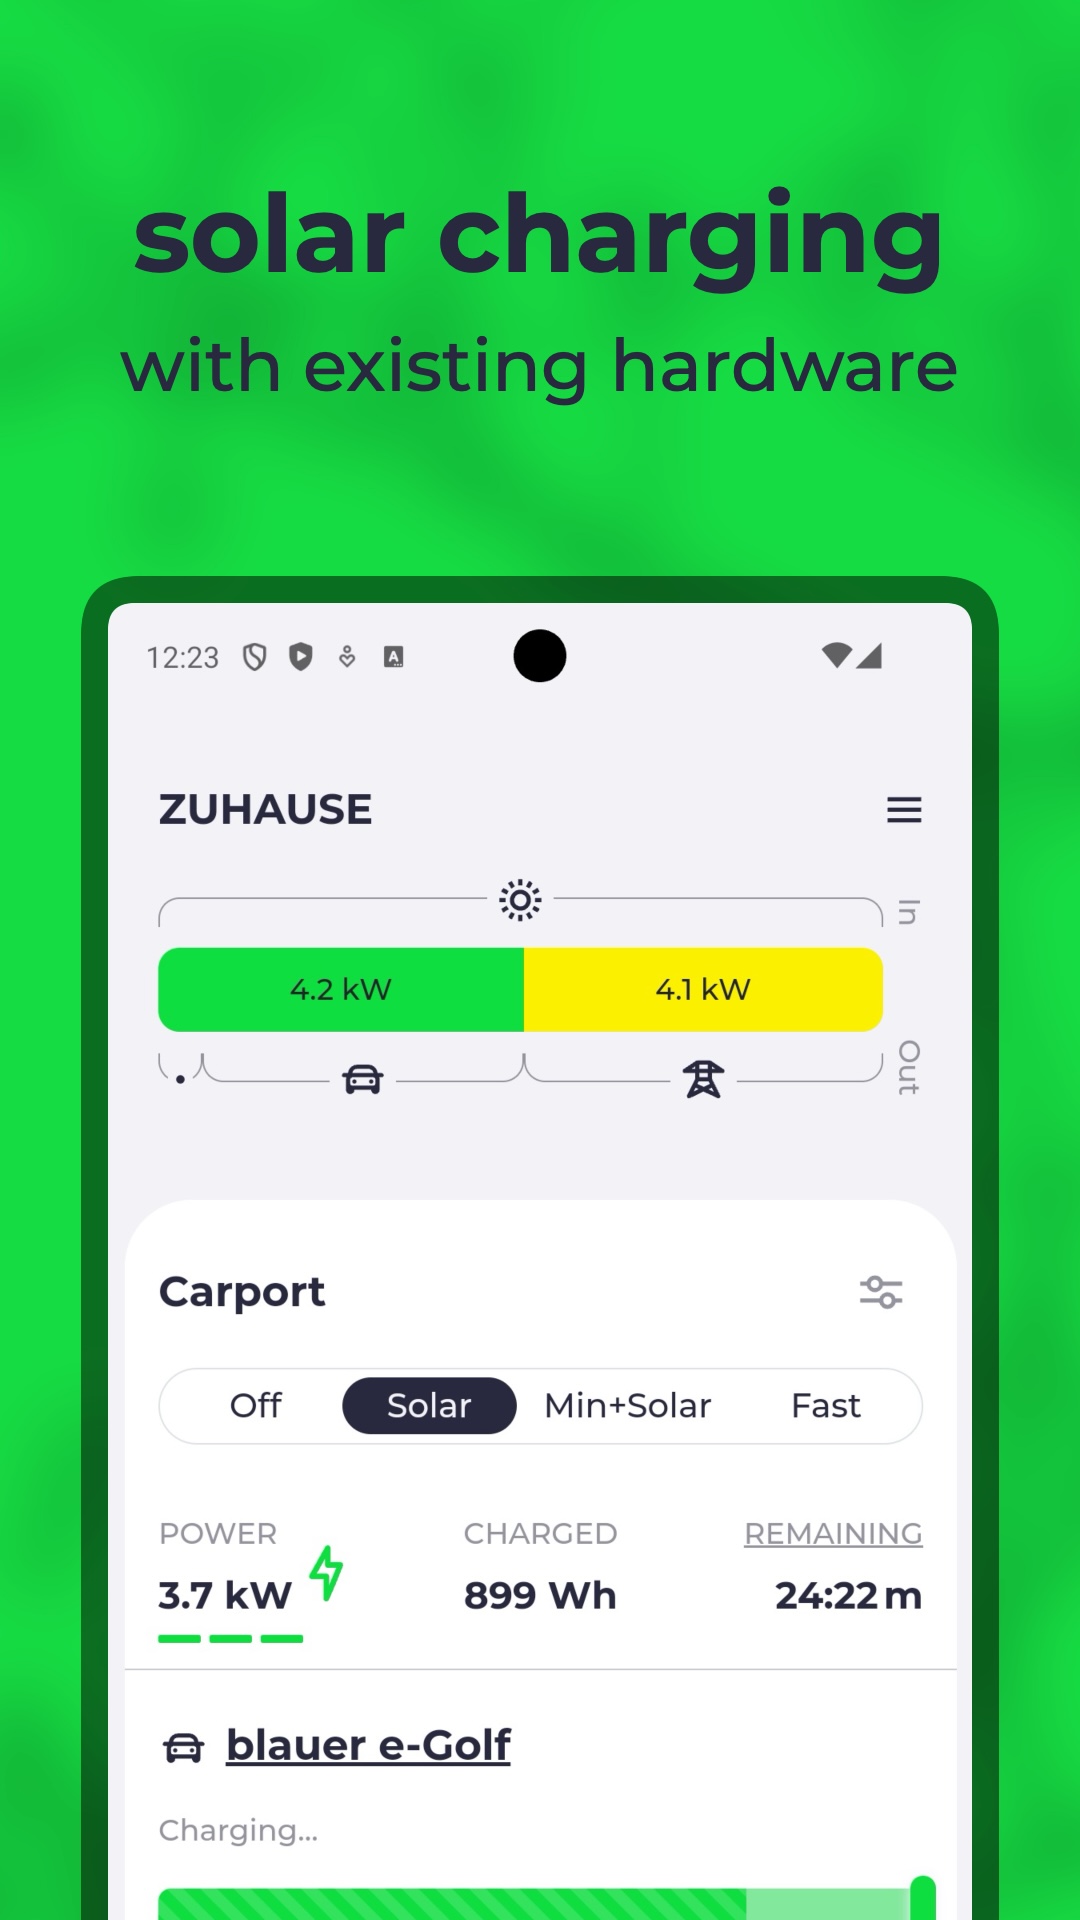 solar charging
with existing hardware
12:23
A
ZUHAUSE
In
4.2 kW 4.1 kW
Out
Carport
Off Solar Min+Solar Fast
POWER CHARGED REMAINING
3.7 kW 899 Wh 24:22 m
blauer e-Golf
Charging...